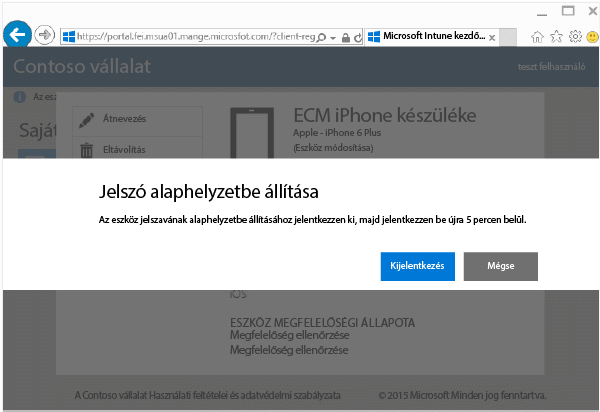 https://portal.fei.msua01.mange.microsfot.com/?client-reg
Microsoft Intune kezdő...
Contoso vállalat
teszt felhasználó
Az esz
Saját
Átnevezés
Eltávolítás
ECM iPhone készüléke
Apple - iPhone 6 Plus
(Eszköz módosítása)
Jelszó alaphelyzetbe állítása
Az eszköz jelszavának alaphelyzetbe állításához jelentkezzen ki, majd jelentkezzen be újra 5 percen belül.
Kijelentkezés
Mégse
iOS
ESZKÖZ MEGFELELŐSÉGI ÁLLAPOTA
Megfelelőség ellenőrzése
Megfelelőség ellenőrzése
A Contoso vállalat Használati feltételei és adatvédelmi szabályzata
© 2015 Microsoft Minden jog fenntartva.